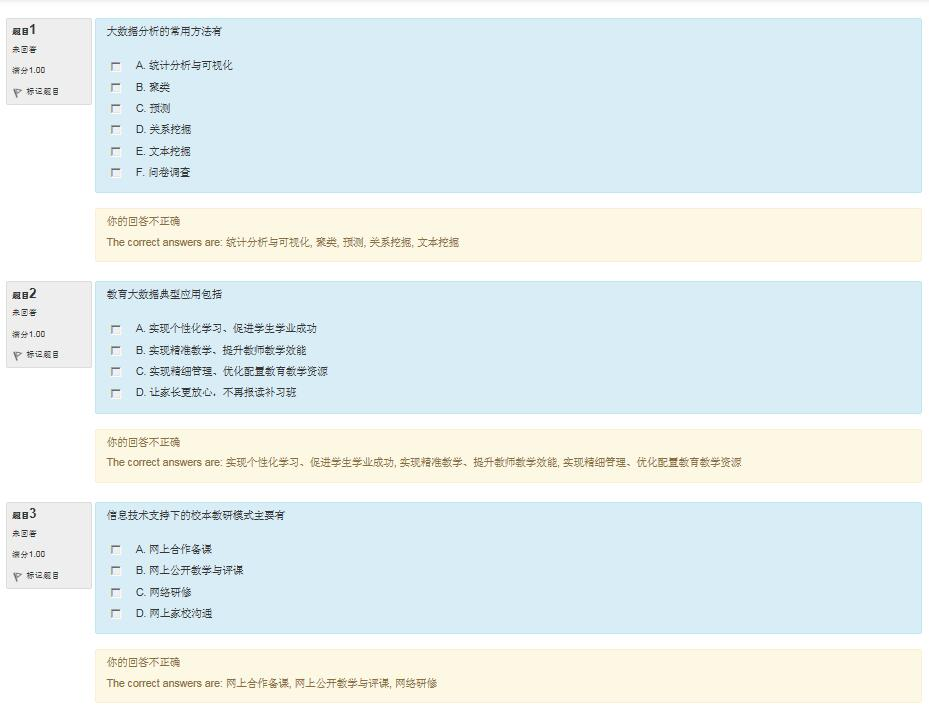 题目1
未回答
满分1.00
标记题目
大数据分析的常用方法有
A. 统计分析与可视化
B. 聚类
C. 预测
D. 关系挖掘
E. 文本挖掘
F. 问卷调查
你的回答不正确
The correct answers are: 统计分析与可视化, 聚类, 预测, 关系挖掘, 文本挖掘
题目2
未回答
满分1.00
标记题目
教育大数据典型应用包括
A. 实现个性化学习、促进学生学业成功
B. 实现精准教学、提升教师教学效能
C. 实现精细管理、优化配置教育教学资源
D. 让家长更放心，不再报读补习班
你的回答不正确
The correct answers are: 实现个性化学习、促进学生学业成功, 实现精准教学、提升教师教学效能, 实现精细管理、优化配置教育教学资源
题目3
未回答
满分1.00
标记题目
信息技术支持下的校本教研模式主要有
A. 网上合作备课
B. 网上公开教学与评课
C. 网络研修
D. 网上家校沟通
你的回答不正确
The correct answers are: 网上合作备课, 网上公开教学与评课, 网络研修